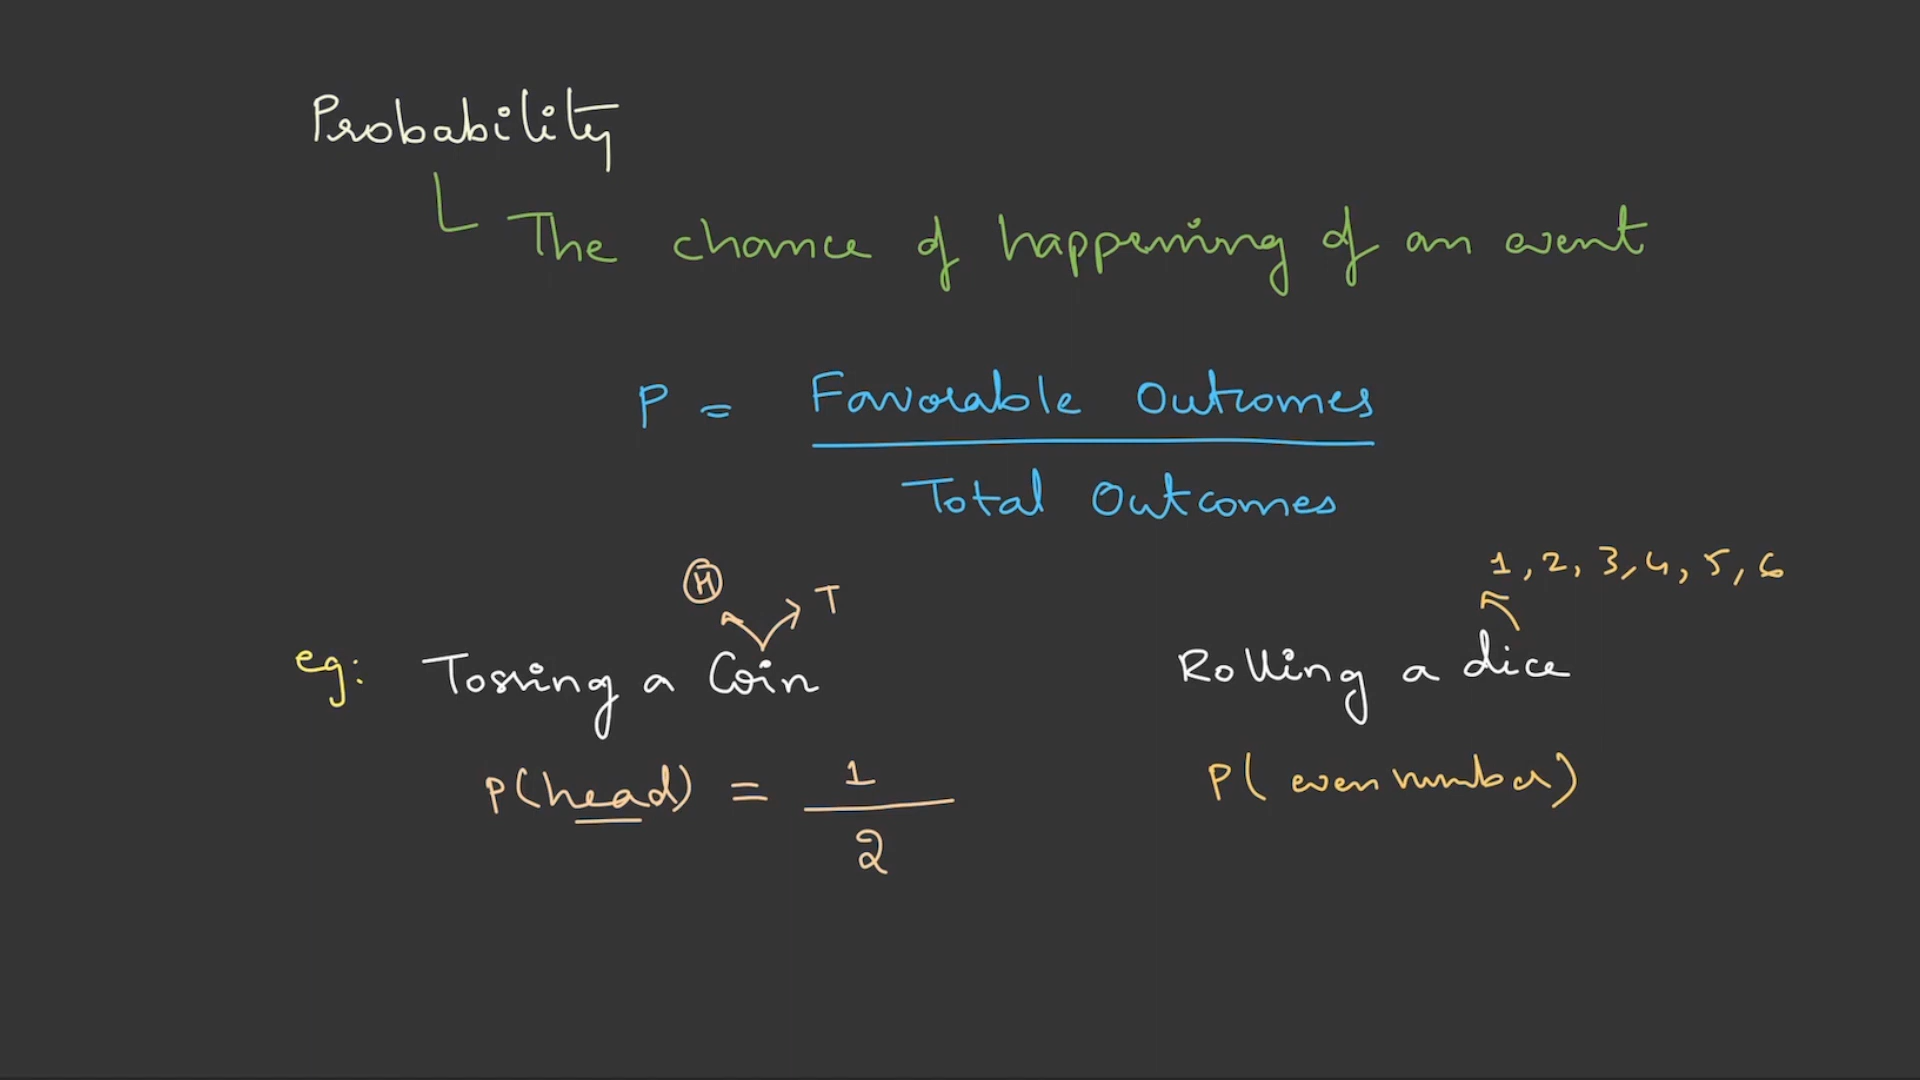 Probability
The chance of happening of an event
P = Favorable Outcomes
Total Outcomes
H T
1, 2, 3, 4, 5, 6
eg: Tossing a Coin
Rolling a dice
P(head) = 1
2
P(even number)